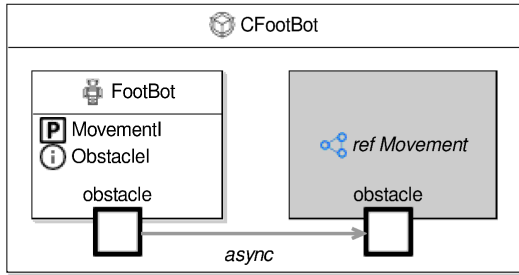 CFootBot
FootBot
P MovementI
i ObstacleI
obstacle
ref Movement
obstacle
async